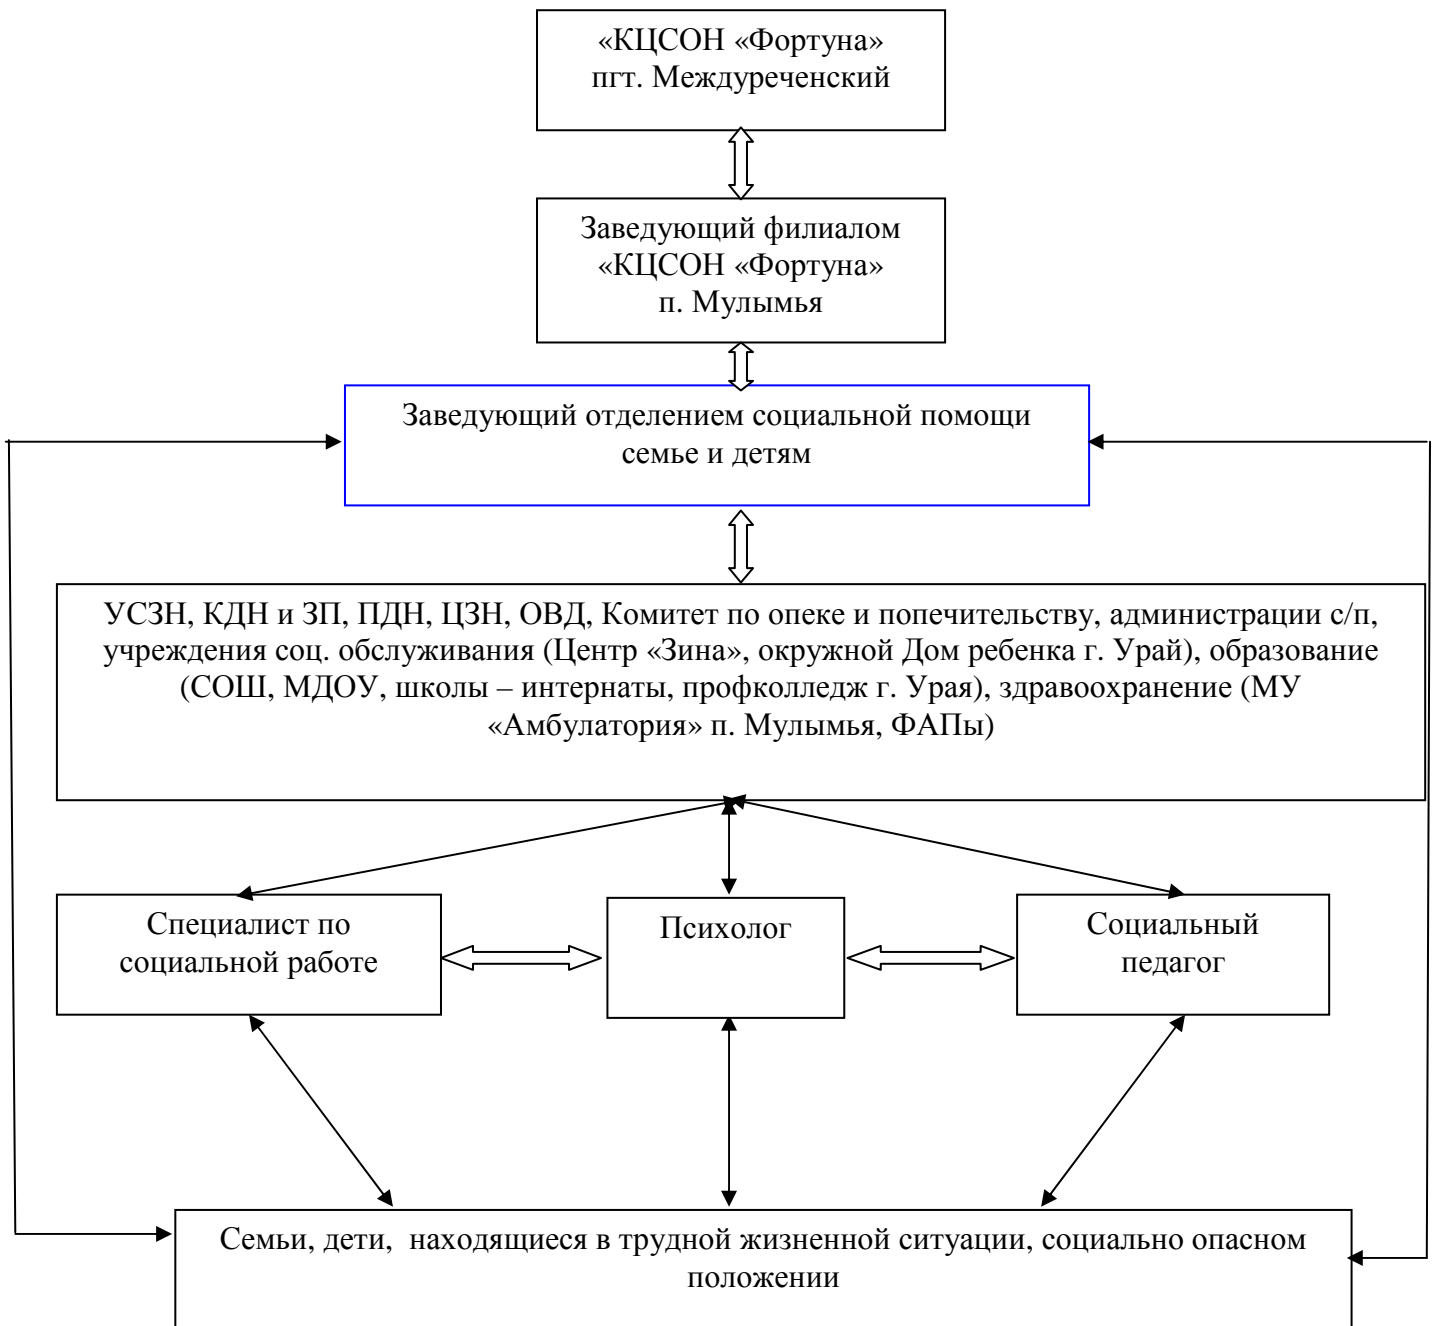 «КЦСОН «Фортуна»
пгт. Междуреченский
Заведующий филиалом
«КЦСОН «Фортуна»
п. Мулымья
Заведующий отделением социальной помощи
семье и детям
УСЗН, КДН и ЗП, ПДН, ЦЗН, ОВД, Комитет по опеке и попечительству, администрации с/п,
учреждения соц. обслуживания (Центр «Зина», окружной Дом ребенка г. Урай), образование
(СОШ, МДОУ, школы – интернаты, профколледж г. Урая), здравоохранение (МУ
«Амбулатория» п. Мулымья, ФАПы)
Специалист по
социальной работе
Психолог
Социальный
педагог
Семьи, дети, находящиеся в трудной жизненной ситуации, социально опасном
положении